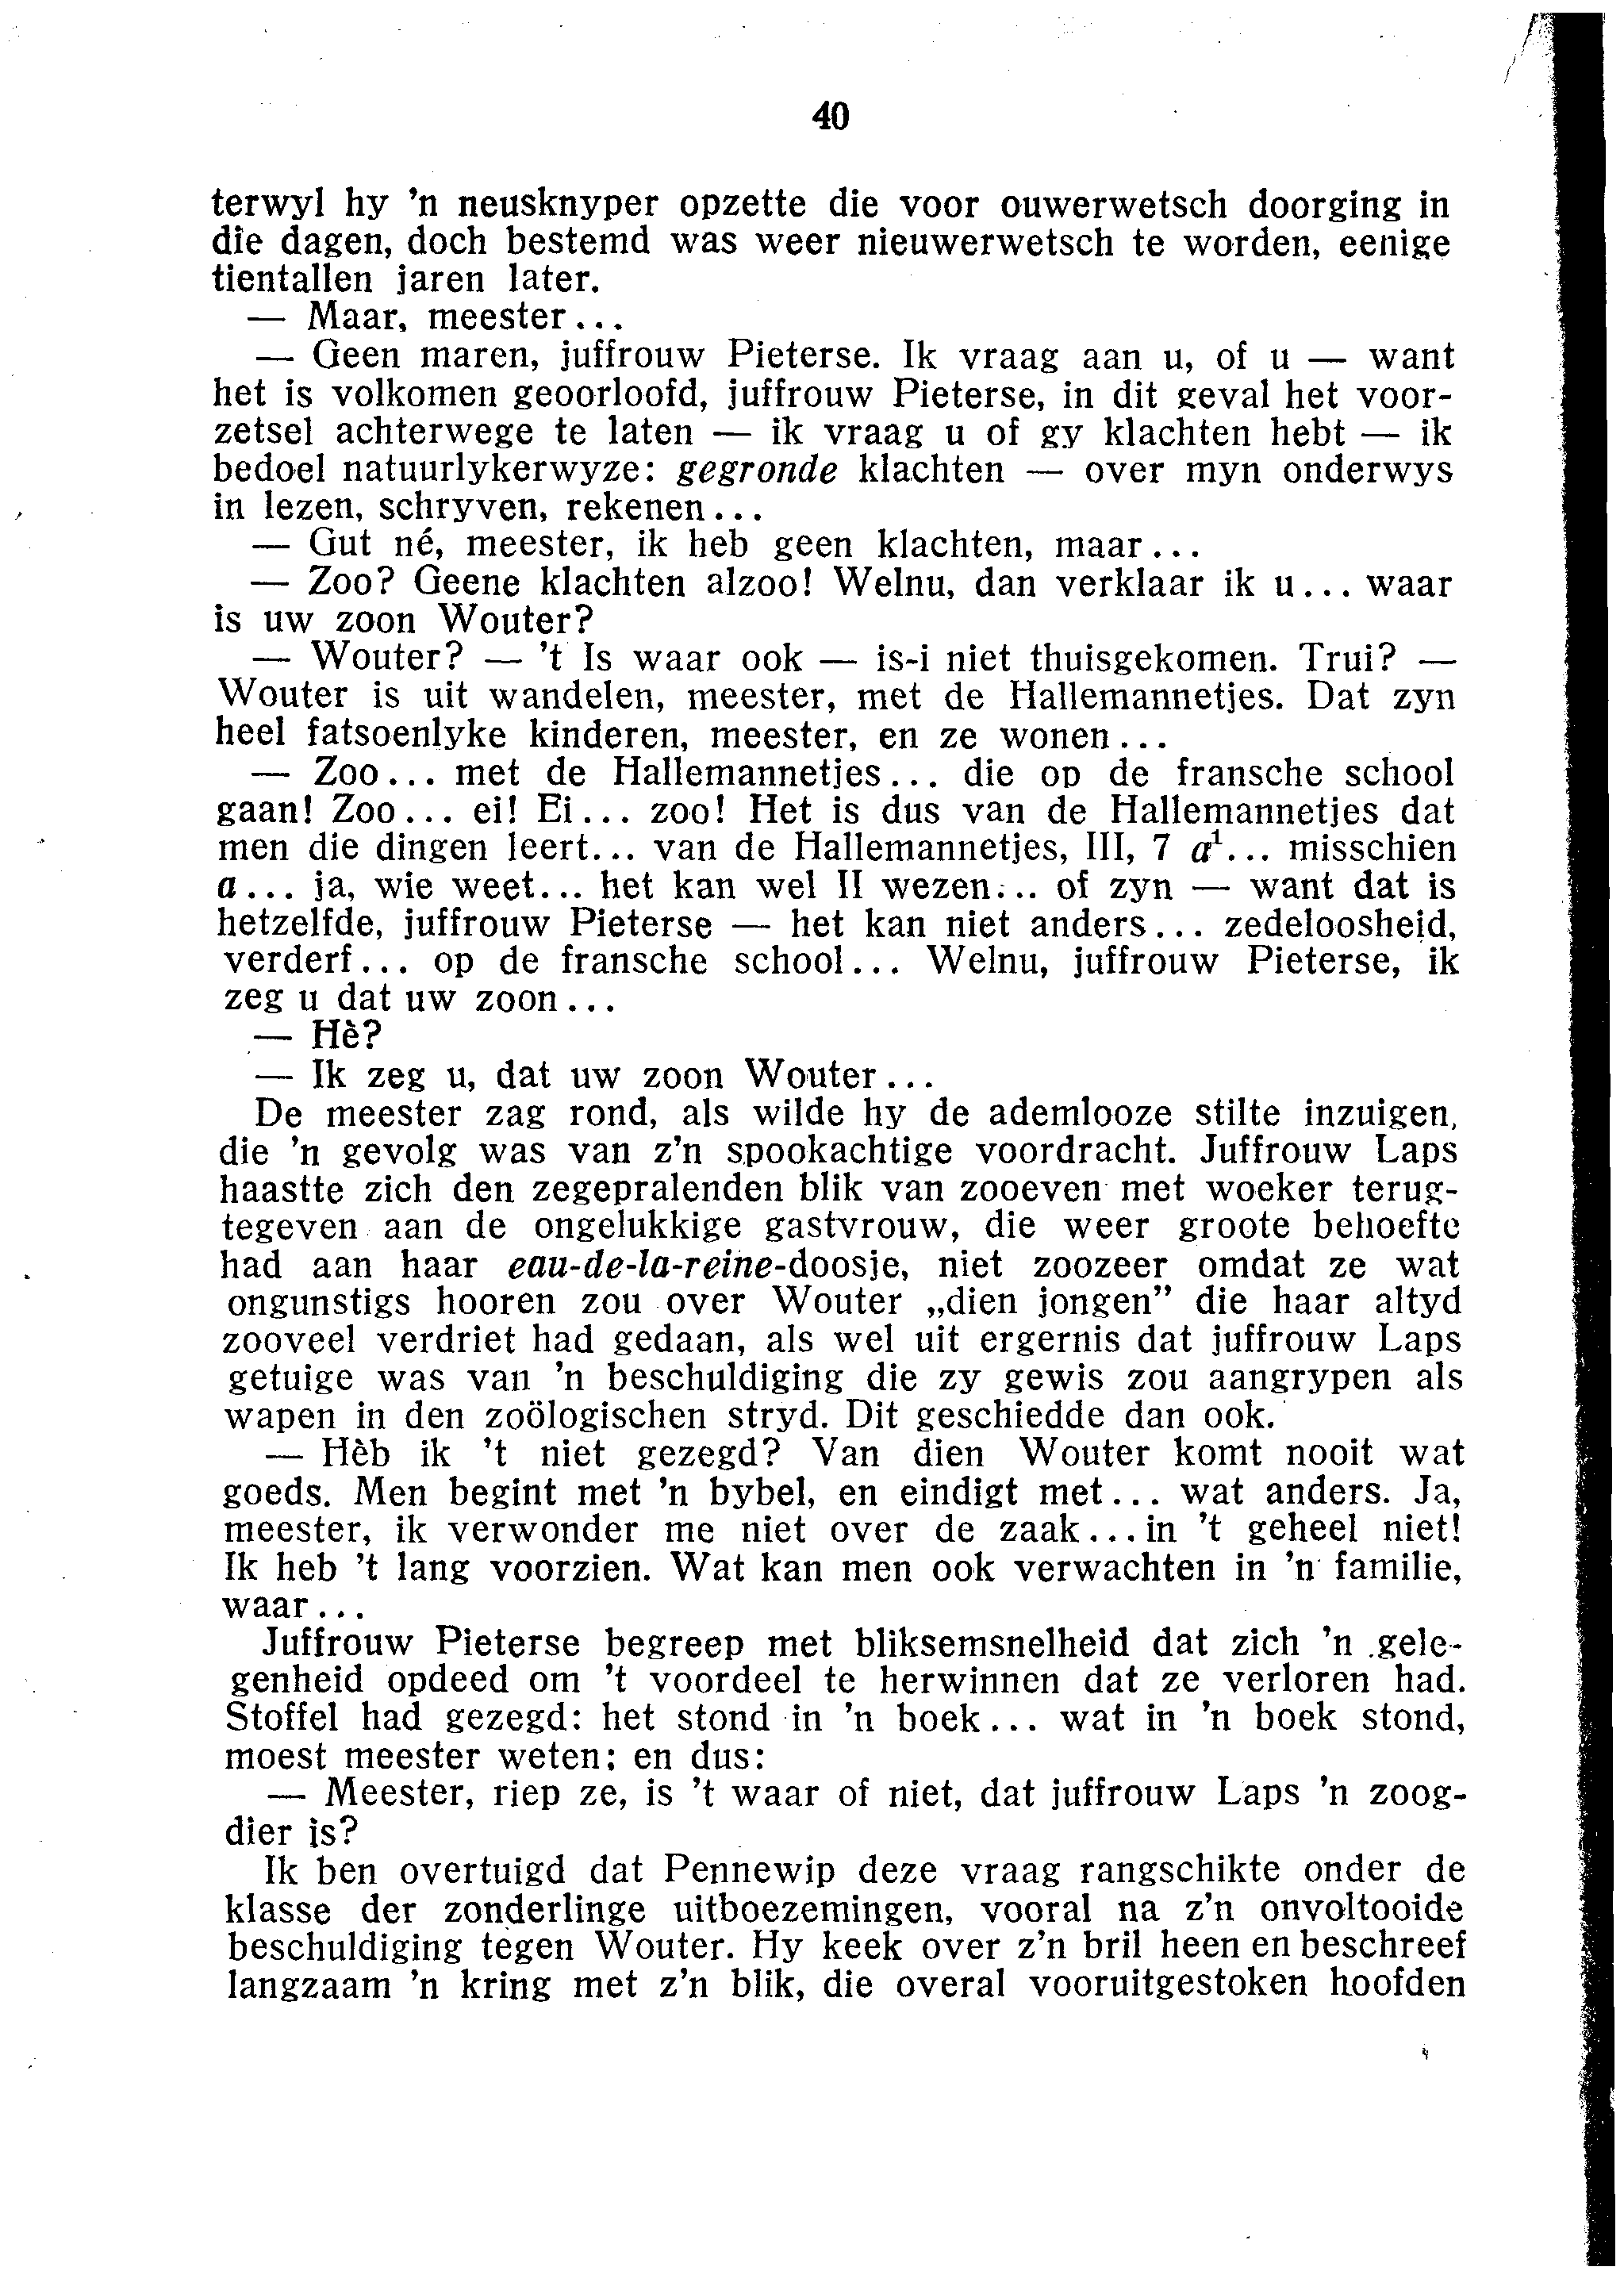 40
terwyl hy ’n neusknyper opzette die voor ouwerwetsch doorging in
die dagen, doch bestemd was weer nieuwerwetsch te worden, eenige
tientallen jaren later.
— Maar, meester...
— Geen maren, juffrouw Pieterse. Ik vraag aan u, of u — want
het is volkomen geoorloofd, juffrouw Pieterse, in dit geval het voor-
zetsel achterwege te laten — ik vraag u of gy klachten hebt — ik
bedoel natuurlykerwyze: gegronde klachten — over myn onderwys
in lezen, schryven, rekenen...
— Gut né, meester, ik heb geen klachten, maar...
— Zoo? Geene klachten alzoo! Welnu, dan verklaar ik u... waar
is uw zoon Wouter?
— Wouter? — ’t Is waar ook — is-i niet thuisgekomen. Trui? —
Wouter is uit wandelen, meester, met de Hallemannetjes. Dat zyn
heel fatsoenlyke kinderen, meester, en ze wonen...
— Zoo... met de Hallemannetjes... die op de fransche school
gaan! Zoo... ei! Ei... zoo! Het is dus van de Hallemannetjes dat
men die dingen leert... van de Hallemannetjes, III, 7 a¹... misschien
a... ja, wie weet... het kan wel II wezen... of zyn — want dat is
hetzelfde, juffrouw Pieterse — het kan niet anders... zedeloosheid,
verderf... op de fransche school... Welnu, juffrouw Pieterse, ik
zeg u dat uw zoon...
— Hè?
— Ik zeg u, dat uw zoon Wouter...
De meester zag rond, als wilde hy de ademlooze stilte inzuigen,
die ’n gevolg was van z’n spookachtige voordracht. Juffrouw Laps
haastte zich den zegepralenden blik van zooeven met woeker terug-
tegeven aan de ongelukkige gastvrouw, die weer groote behoefte
had aan haar eau-de-la-reine-doosje, niet zoozeer omdat ze wat
ongunstigs hooren zou over Wouter „dien jongen” die haar altyd
zooveel verdriet had gedaan, als wel uit ergernis dat juffrouw Laps
getuige was van ’n beschuldiging die zy gewis zou aangrypen als
wapen in den zoölogischen stryd. Dit geschiedde dan ook.
— Hèb ik ’t niet gezegd? Van dien Wouter komt nooit wat
goeds. Men begint met ’n bybel, en eindigt met... wat anders. Ja,
meester, ik verwonder me niet over de zaak...in ’t geheel niet!
Ik heb ’t lang voorzien. Wat kan men ook verwachten in ’n familie,
waar...
Juffrouw Pieterse begreep met bliksemsnelheid dat zich ’n gele-
genheid opdeed om ’t voordeel te herwinnen dat ze verloren had.
Stoffel had gezegd: het stond in ’n boek... wat in ’n boek stond,
moest meester weten; en dus:
— Meester, riep ze, is ’t waar of niet, dat juffrouw Laps ’n zoog-
dier is?
Ik ben overtuigd dat Pennewip deze vraag rangschikte onder de
klasse der zonderlinge uitboezemingen, vooral na z’n onvoltooide
beschuldiging tegen Wouter. Hy keek over z’n bril heen en beschreef
langzaam ’n kring met z’n blik, die overal vooruitgestoken hoofden